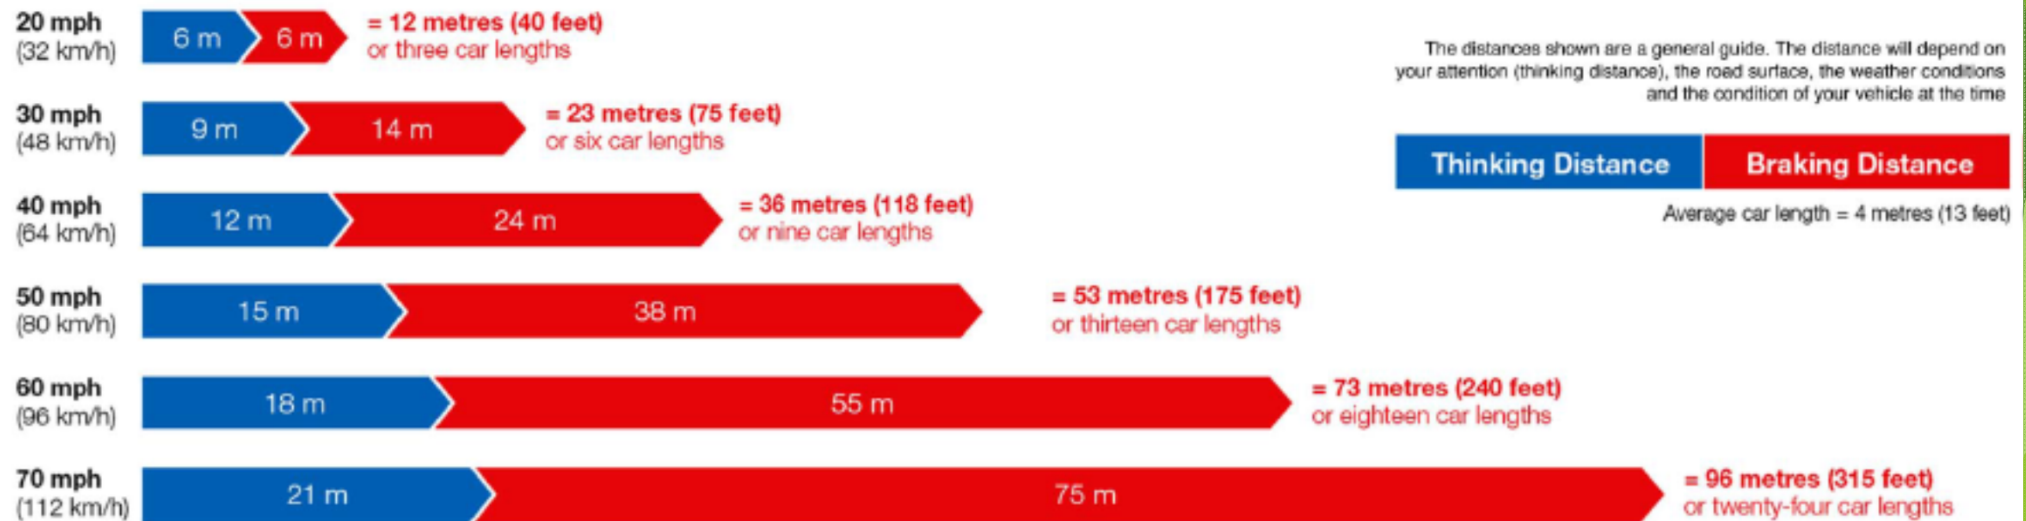 20 mph
(32 km/h)
6 m
6 m
= 12 metres (40 feet)
or three car lengths
The distances shown are a general guide. The distance will depend on
your attention (thinking distance), the road surface, the weather conditions
and the condition of your vehicle at the time
30 mph
(48 km/h)
9 m
14 m
= 23 metres (75 feet)
or six car lengths
Thinking Distance
Braking Distance
Average car length = 4 metres (13 feet)
40 mph
(64 km/h)
12 m
24 m
= 36 metres (118 feet)
or nine car lengths
50 mph
(80 km/h)
15 m
38 m
= 53 metres (175 feet)
or thirteen car lengths
60 mph
(96 km/h)
18 m
55 m
= 73 metres (240 feet)
or eighteen car lengths
70 mph
(112 km/h)
21 m
75 m
= 96 metres (315 feet)
or twenty-four car lengths